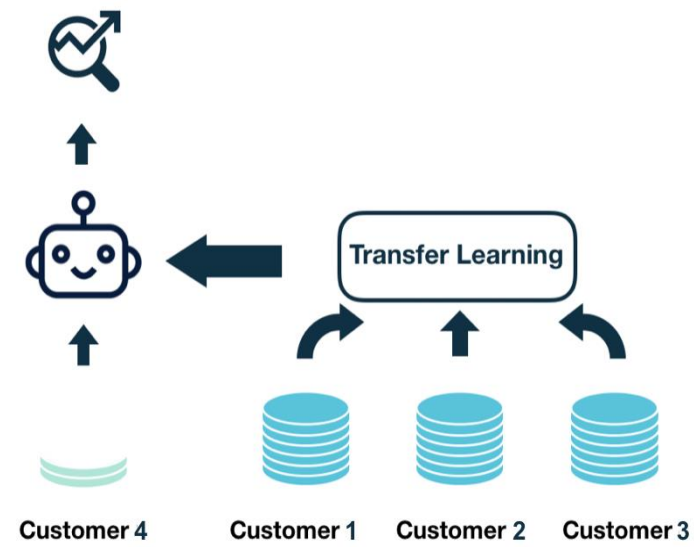 Transfer Learning
Customer 4
Customer 1
Customer 2
Customer 3